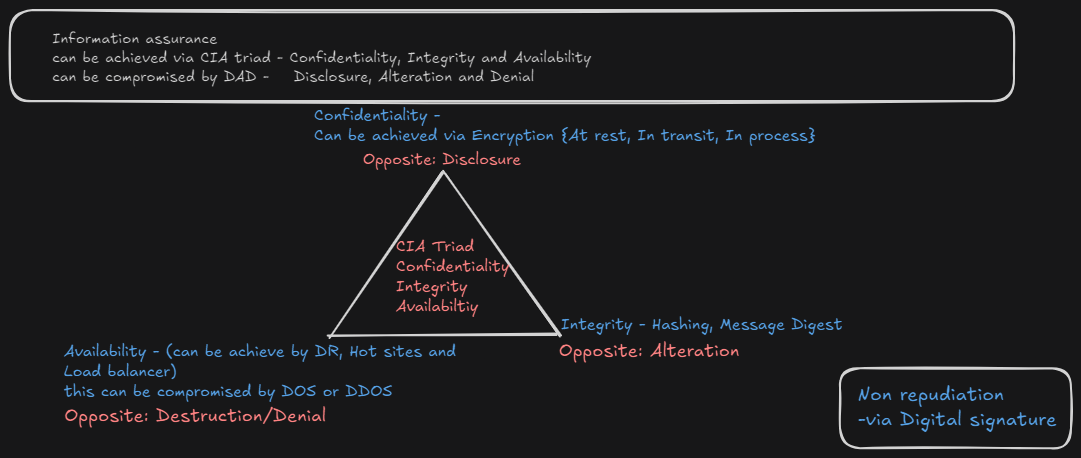 Information assurance
can be achieved via CIA triad - Confidentiality, Integrity and Availability
can be compromised by DAD - Disclosure, Alteration and Denial
Confidentiality -
Can be achieved via Encryption {At rest, In transit, In process}
Opposite: Disclosure
CIA Triad
Confidentiality
Integrity
Availabiltiy
Integrity - Hashing, Message Digest
Opposite: Alteration
Availability - (can be achieve by DR, Hot sites and
Load balancer)
this can be compromised by DOS or DDOS
Opposite: Destruction/Denial
Non repudiation
-via Digital signature